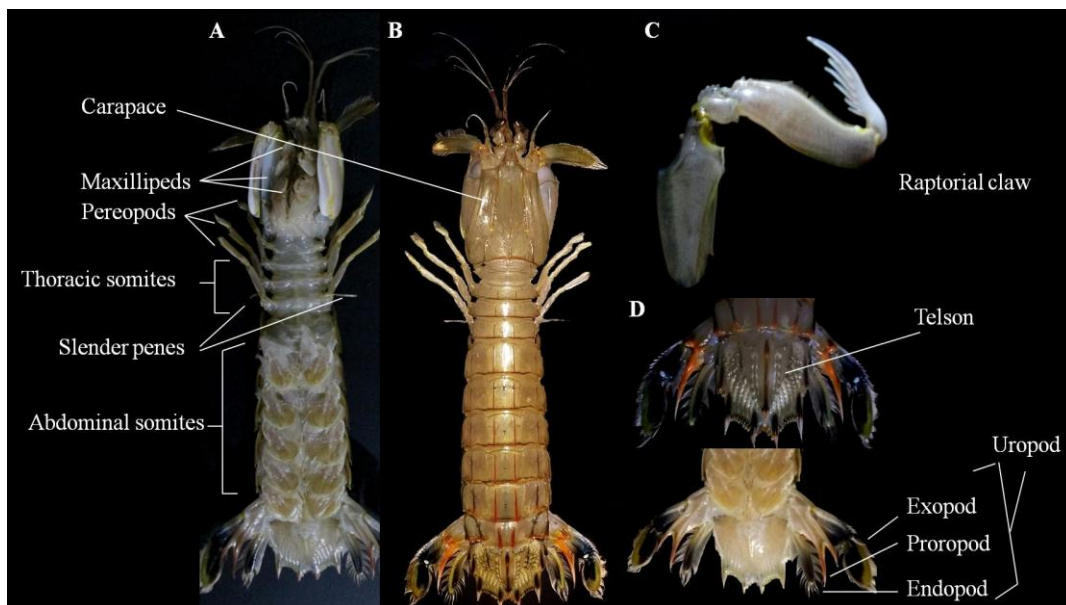 A
B
C
Carapace
Maxillipeds
Pereopods
Raptorial claw
Thoracic somites
D
Telson
Slender penes
Abdominal somites
Uropod
Exopod
Proropod
Endopod